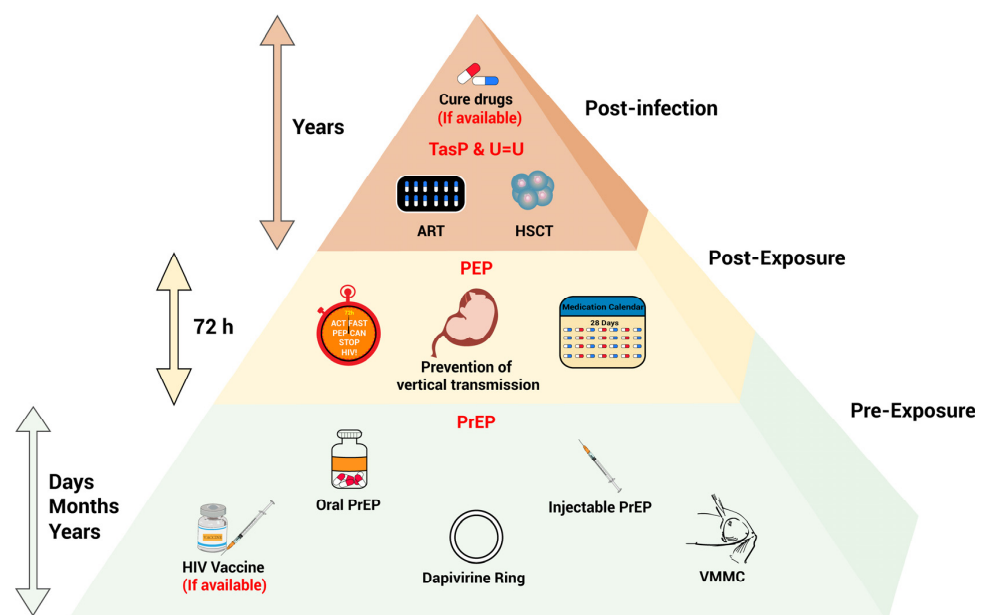 Cure drugs
(If available)
Post-infection
Years
TasP & U=U
ART
HSCT
PEP
Post-Exposure
72 h
72h
ACT FAST
PEP CAN
STOP
HIV!
Medication Calendar
28 Days
Prevention of
vertical transmission
PrEP
Pre-Exposure
Days
Months
Years
Oral PrEP
Injectable PrEP
VACCINE
HIV Vaccine
(If available)
Dapivirine Ring
VMMC